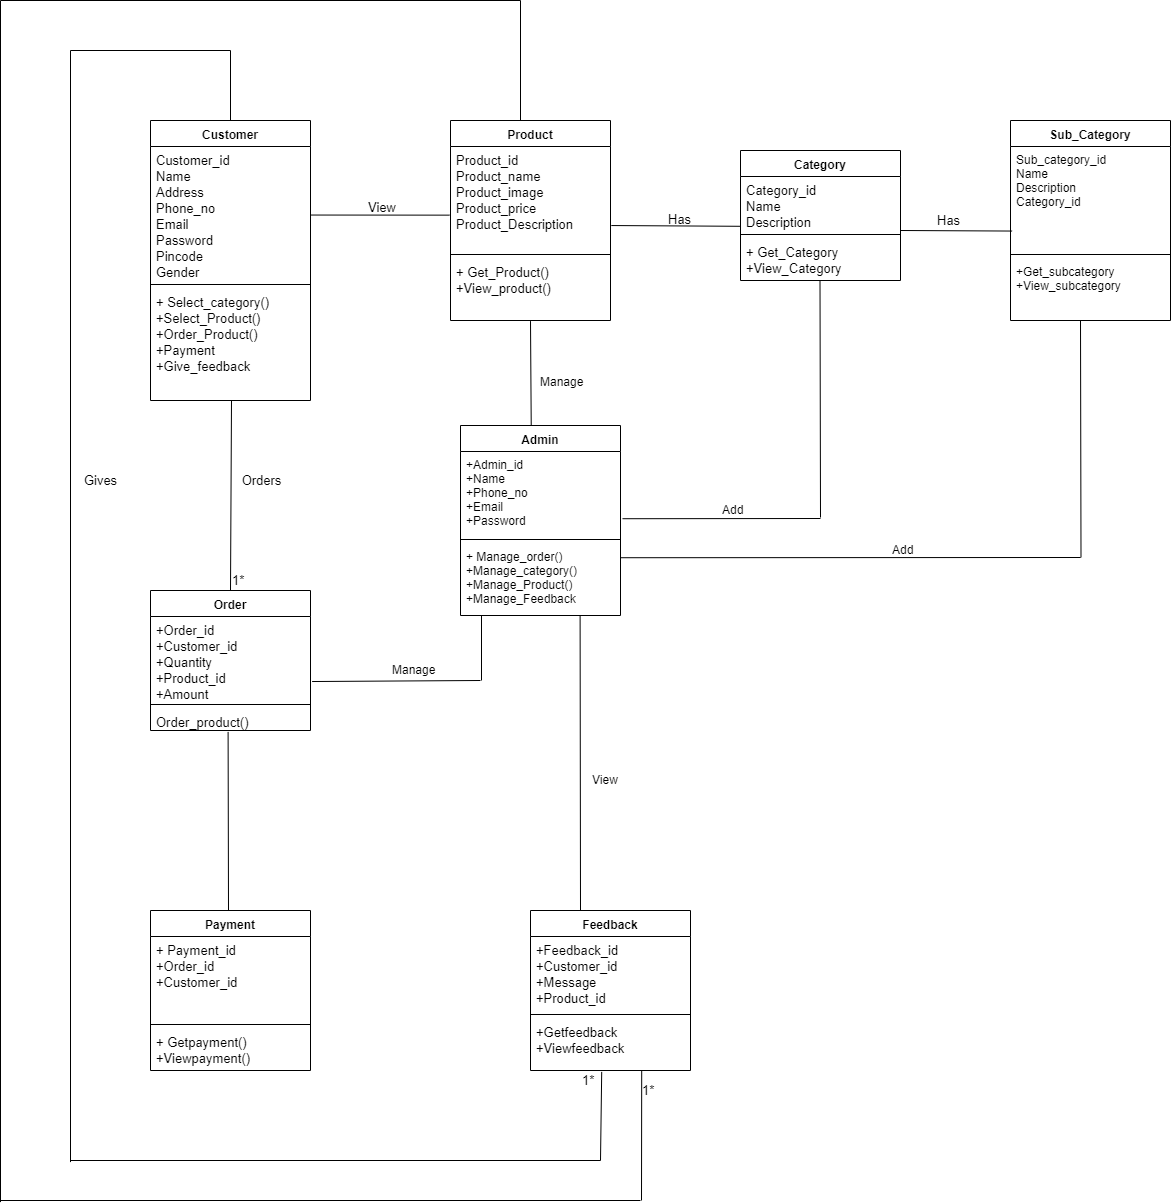 Customer
Customer_id
Name
Address
Phone_no
Email
Password
Pincode
Gender
+ Select_category()
+Select_Product()
+Order_Product()
+Payment
+Give_feedback
View
Product
Product_id
Product_name
Product_image
Product_price
Product_Description
+ Get_Product()
+View_product()
Has
Category
Category_id
Name
Description
+ Get_Category
+View_Category
Has
Sub_Category
Sub_category_id
Name
Description
Category_id
+Get_subcategory
+View_subcategory
Manage
Gives
Orders
1*
Admin
+Admin_id
+Name
+Phone_no
+Email
+Password
+ Manage_order()
+Manage_category()
+Manage_Product()
+Manage_Feedback
Add
Add
Order
+Order_id
+Customer_id
+Quantity
+Product_id
+Amount
Order_product()
Manage
View
Payment
+ Payment_id
+Order_id
+Customer_id
+ Getpayment()
+Viewpayment()
Feedback
+Feedback_id
+Customer_id
+Message
+Product_id
+Getfeedback
+Viewfeedback
1*
1*